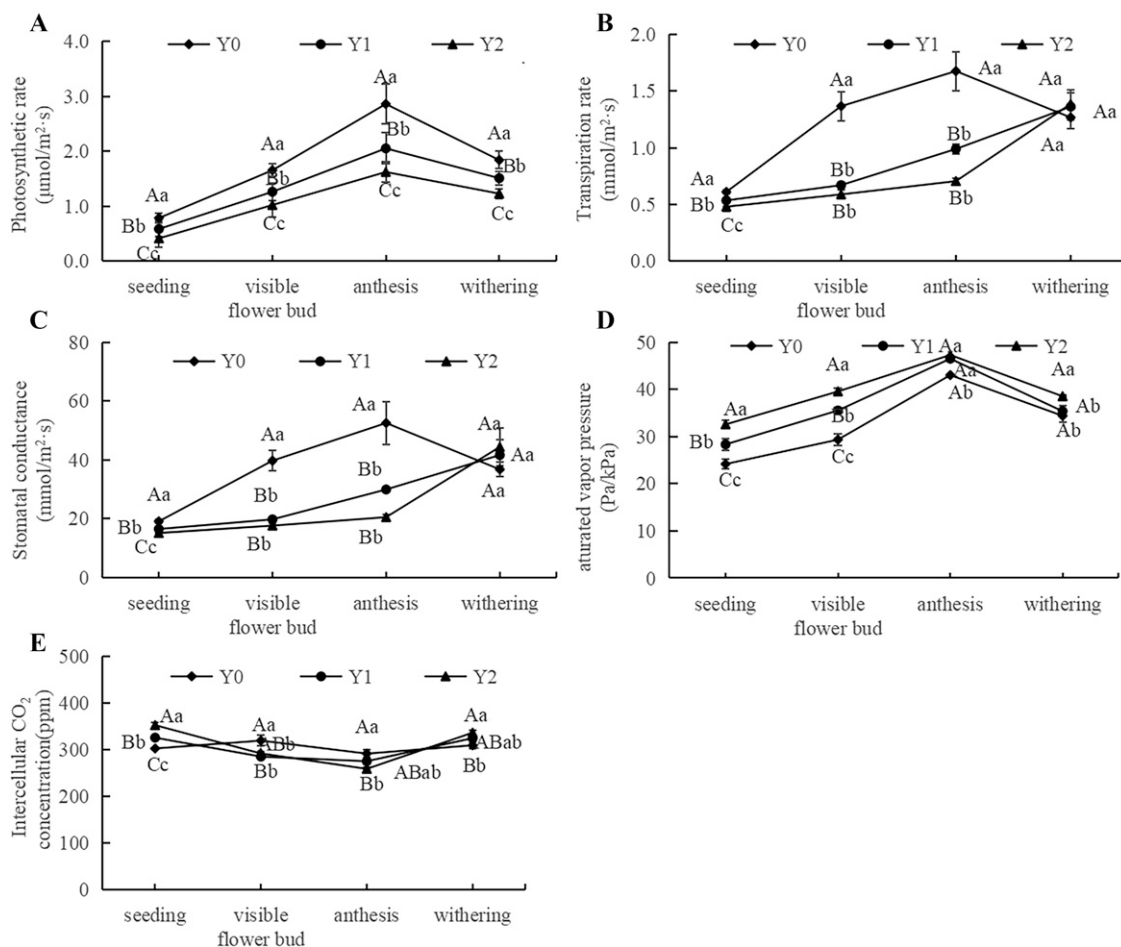 A
Y0 Y1 Y2
4.0
3.0
2.0
1.0
0.0
Photosynthetic rate
(μmol/m²·s)
Aa
Aa
Aa
Aa
Bb
Bb
Bb
Bb
Cc
Cc
Cc
Cc
seeding visible anthesis withering
flower bud
B
Y0 Y1 Y2
2.0
1.5
1.0
0.5
0.0
Transpiration rate
(mmol/m²·s)
Aa
Aa
Aa
Aa
Bb
Bb
Bb
Aa
Cc
Bb
Bb
Aa
seeding visible anthesis withering
flower bud
C
Y0 Y1 Y2
80
60
40
20
0
Stomatal conductance
(mmol/m²·s)
Aa
Aa
Aa
Aa
Bb
Bb
Bb
Aa
Cc
Bb
Bb
Aa
seeding visible anthesis withering
flower bud
D
Y0 Y1 Y2
50
40
30
20
10
0
aturated vapor pressure
(Pa/kPa)
Aa
Aa
Aa
Aa
Bb
Bb
Aa
Ab
Cc
Cc
Ab
Ab
seeding visible anthesis withering
flower bud
E
Y0 Y1 Y2
500
400
300
200
100
0
Intercellular CO₂
concentration(ppm)
Aa
Aa
Aa
Aa
Bb
ABb
ABab
ABab
Cc
Bb
Bb
Bb
seeding visible anthesis withering
flower bud